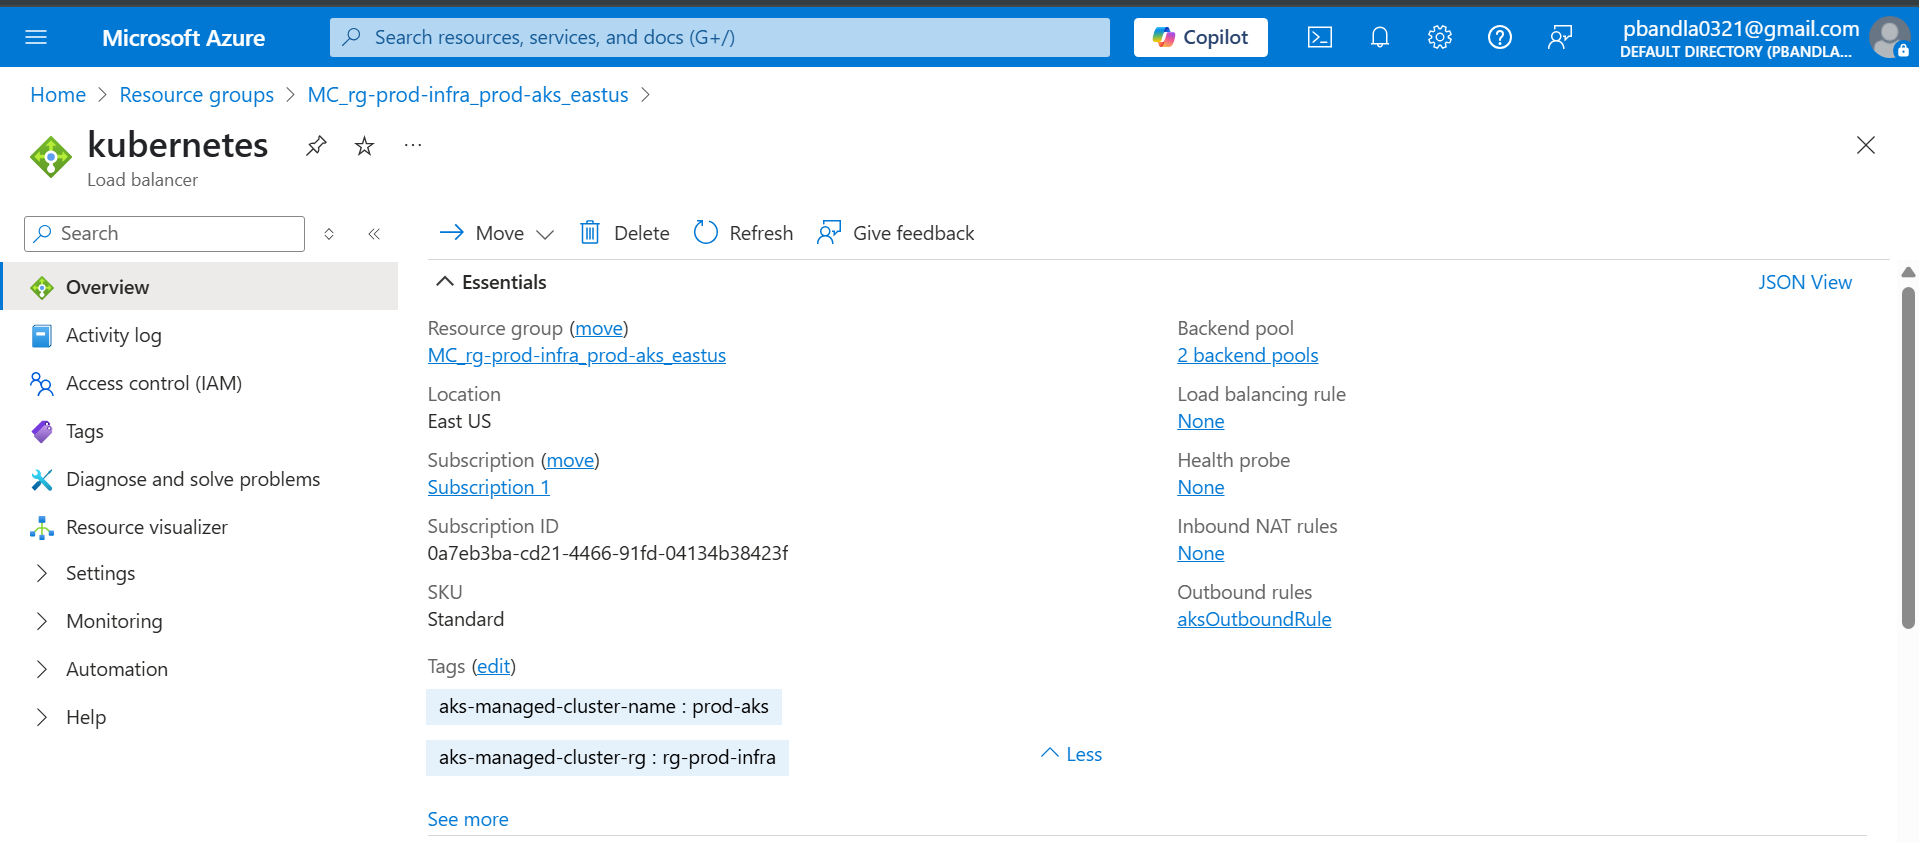 Microsoft Azure
Search resources, services, and docs (G+/)
Copilot
pbandla0321@gmail.com
DEFAULT DIRECTORY (PBANDLA...
Home > Resource groups > MC_rg-prod-infra_prod-aks_eastus >
kubernetes
Load balancer
Search
Overview
Activity log
Access control (IAM)
Tags
Diagnose and solve problems
Resource visualizer
Settings
Monitoring
Automation
Help
Move
Delete
Refresh
Give feedback
Essentials
JSON View
Resource group (move)
MC_rg-prod-infra_prod-aks_eastus
Location
East US
Subscription (move)
Subscription 1
Subscription ID
0a7eb3ba-cd21-4466-91fd-04134b38423f
SKU
Standard
Backend pool
2 backend pools
Load balancing rule
None
Health probe
None
Inbound NAT rules
None
Outbound rules
aksOutboundRule
Tags (edit)
aks-managed-cluster-name : prod-aks
aks-managed-cluster-rg : rg-prod-infra
Less
See more